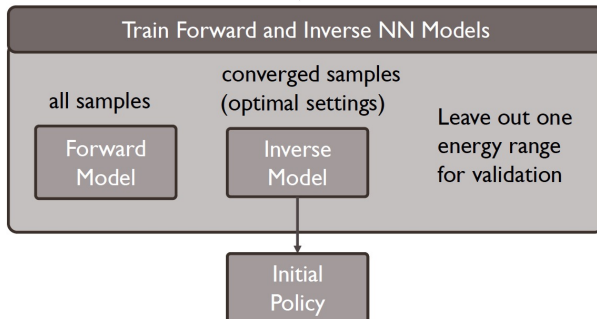 Train Forward and Inverse NN Models
all samples
converged samples
(optimal settings)
Forward
Model
Inverse
Model
Leave out one
energy range
for validation
Initial
Policy